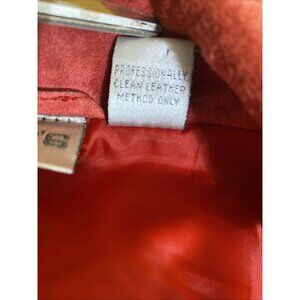 PROFESSIONALLY
CLEAN LEATHER
METHOD ONLY